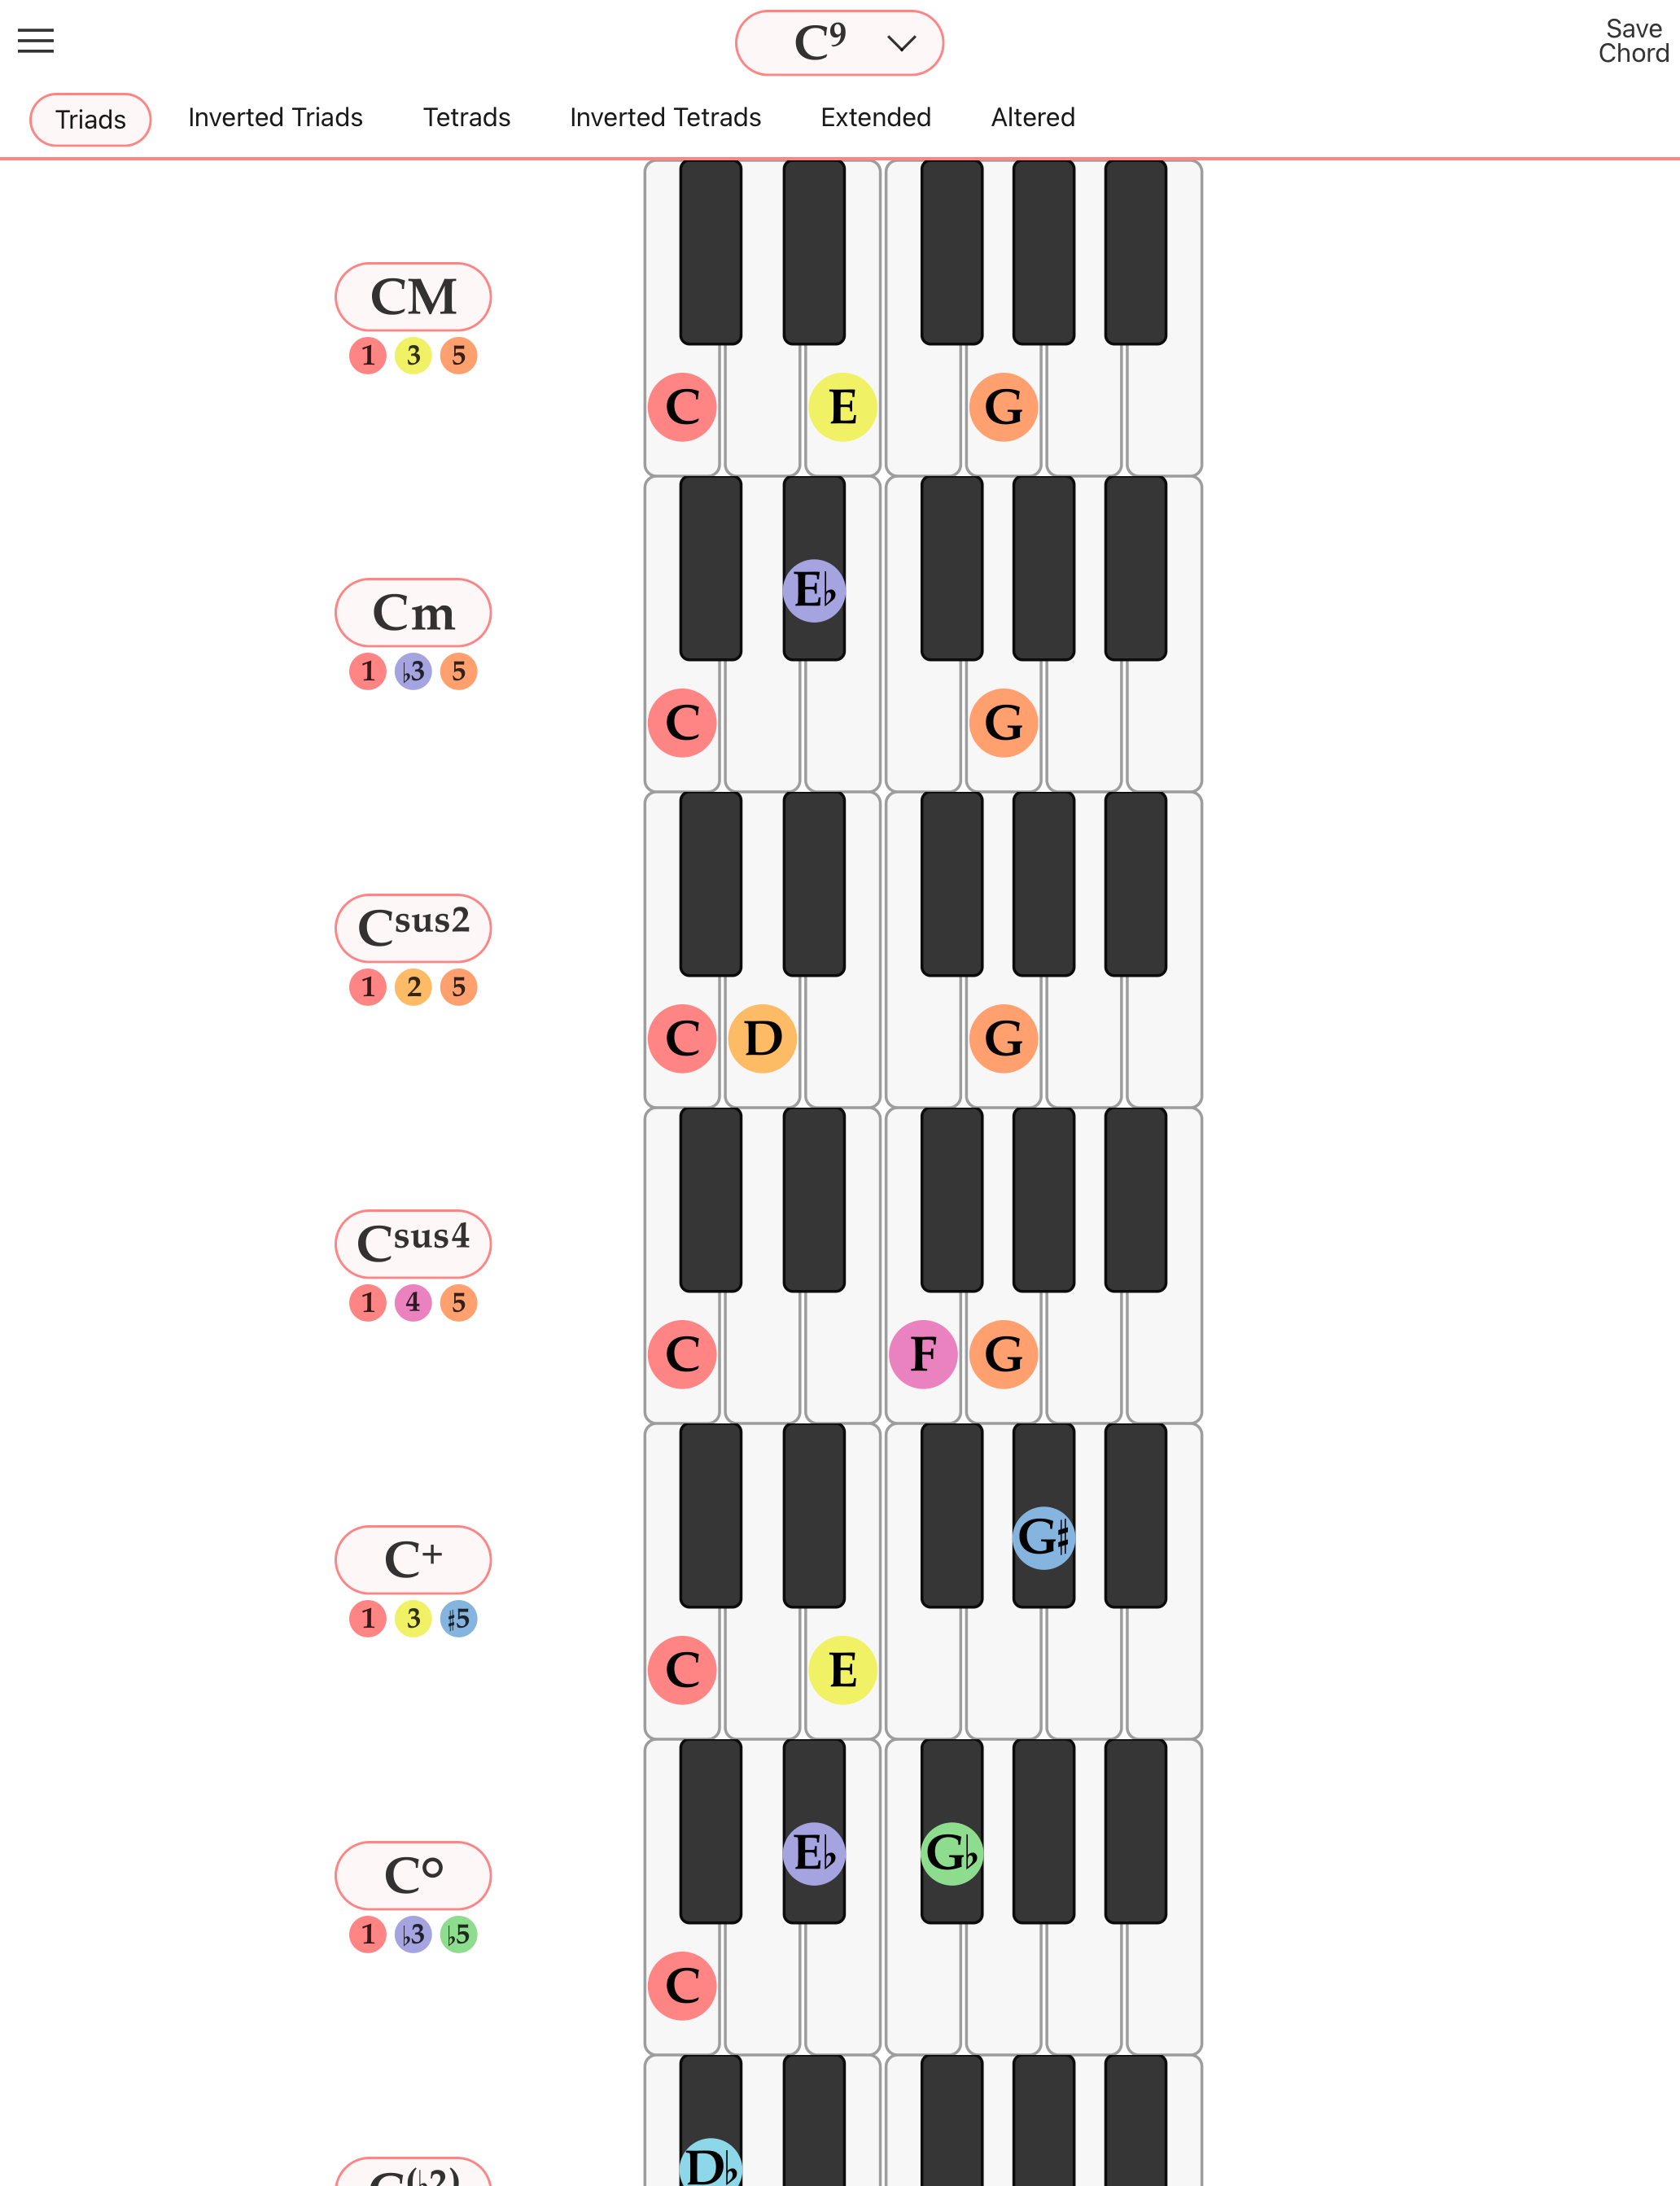 C⁹
Save
Chord
Triads
Inverted Triads
Tetrads
Inverted Tetrads
Extended
Altered
CM
1 3 5
C E G
Cm
1 ♭3 5
E♭
C G
Csus2
1 2 5
C D G
Csus4
1 4 5
C F G
C+
1 3 ♯5
G♯
C E
C°
1 ♭3 ♭5
E♭ G♭
C
D♭
C(♭2)